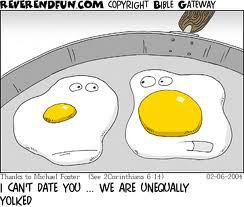 REVERENDFUN.COM COPYRIGHT BIBLE GATEWAY
Thanks to Michael Foster (See 2Corinthians 6:14) 02-06-2004
I CAN'T DATE YOU ... WE ARE UNEQUALLY
YOLKED